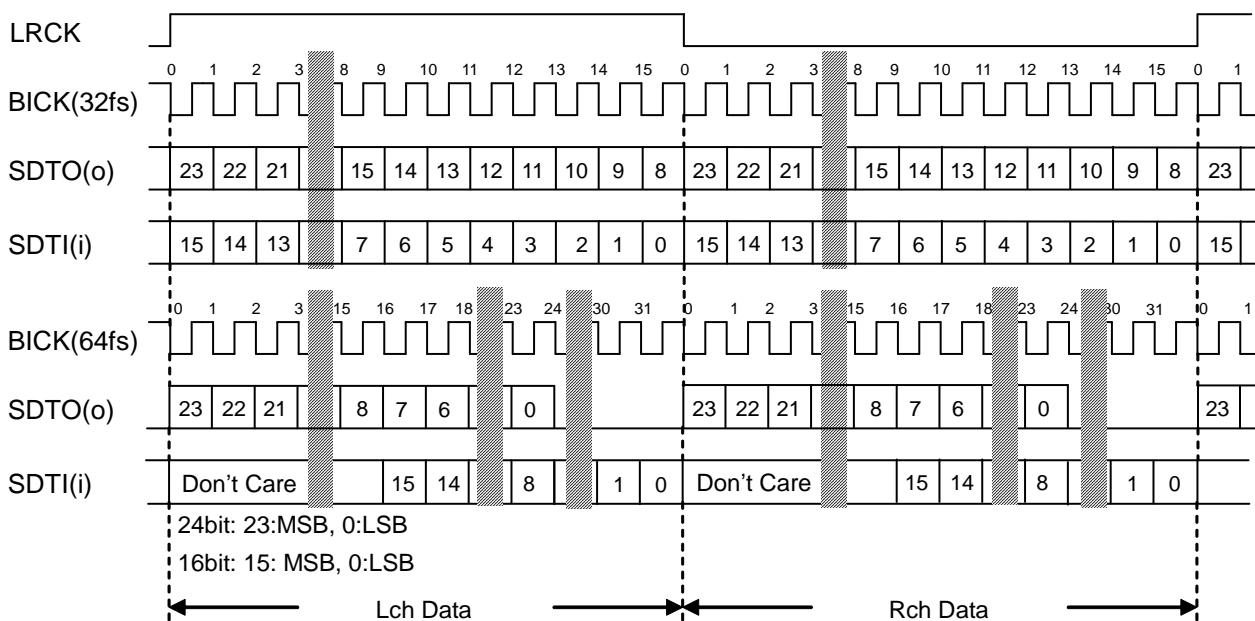 LRCK
0 1 2 3 8 9 10 11 12 13 14 15 0 1 2 3 8 9 10 11 12 13 14 15 0 1
BICK(32fs)
SDTO(o) 23 22 21 15 14 13 12 11 10 9 8 23 22 21 15 14 13 12 11 10 9 8 23
SDTI(i) 15 14 13 7 6 5 4 3 2 1 0 15 14 13 7 6 5 4 3 2 1 0 15
0 1 2 3 15 16 17 18 23 24 30 31 0 1 2 3 15 16 17 18 23 24 30 31 0 1
BICK(64fs)
SDTO(o) 23 22 21 8 7 6 0 23 22 21 8 7 6 0 23
SDTI(i) Don't Care 15 14 8 1 0 Don't Care 15 14 8 1 0
24bit: 23:MSB, 0:LSB
16bit: 15: MSB, 0:LSB
Lch Data Rch Data